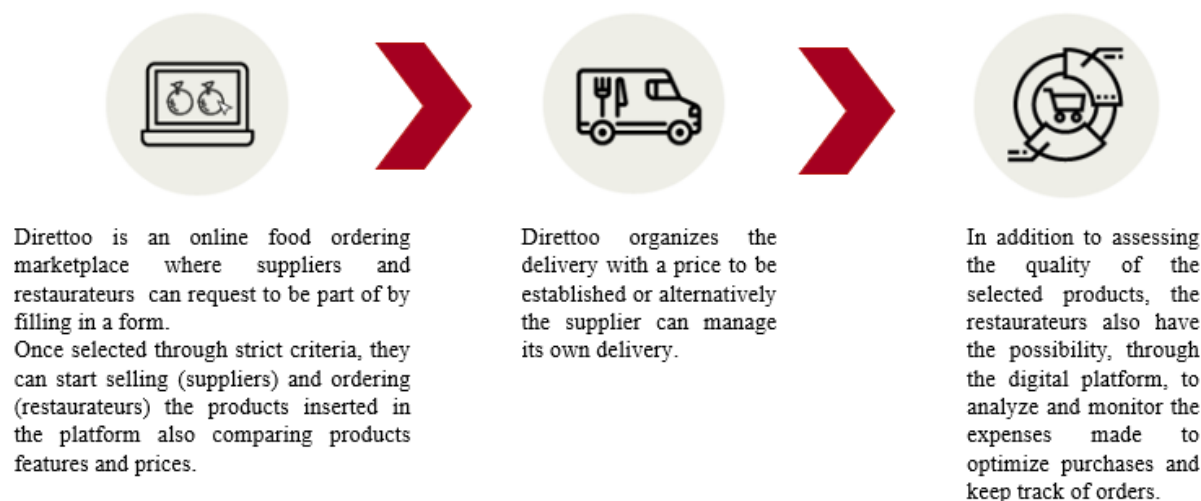 Direttoo is an online food ordering
marketplace where suppliers and
restaurateurs can request to be part of by
filling in a form.
Once selected through strict criteria, they
can start selling (suppliers) and ordering
(restaurateurs) the products inserted in
the platform also comparing products
features and prices.
Direttoo organizes the
delivery with a price to be
established or alternatively
the supplier can manage
its own delivery.
In addition to assessing
the quality of the
selected products, the
restaurateurs also have
the possibility, through
the digital platform, to
analyze and monitor the
expenses made to
optimize purchases and
keep track of orders.